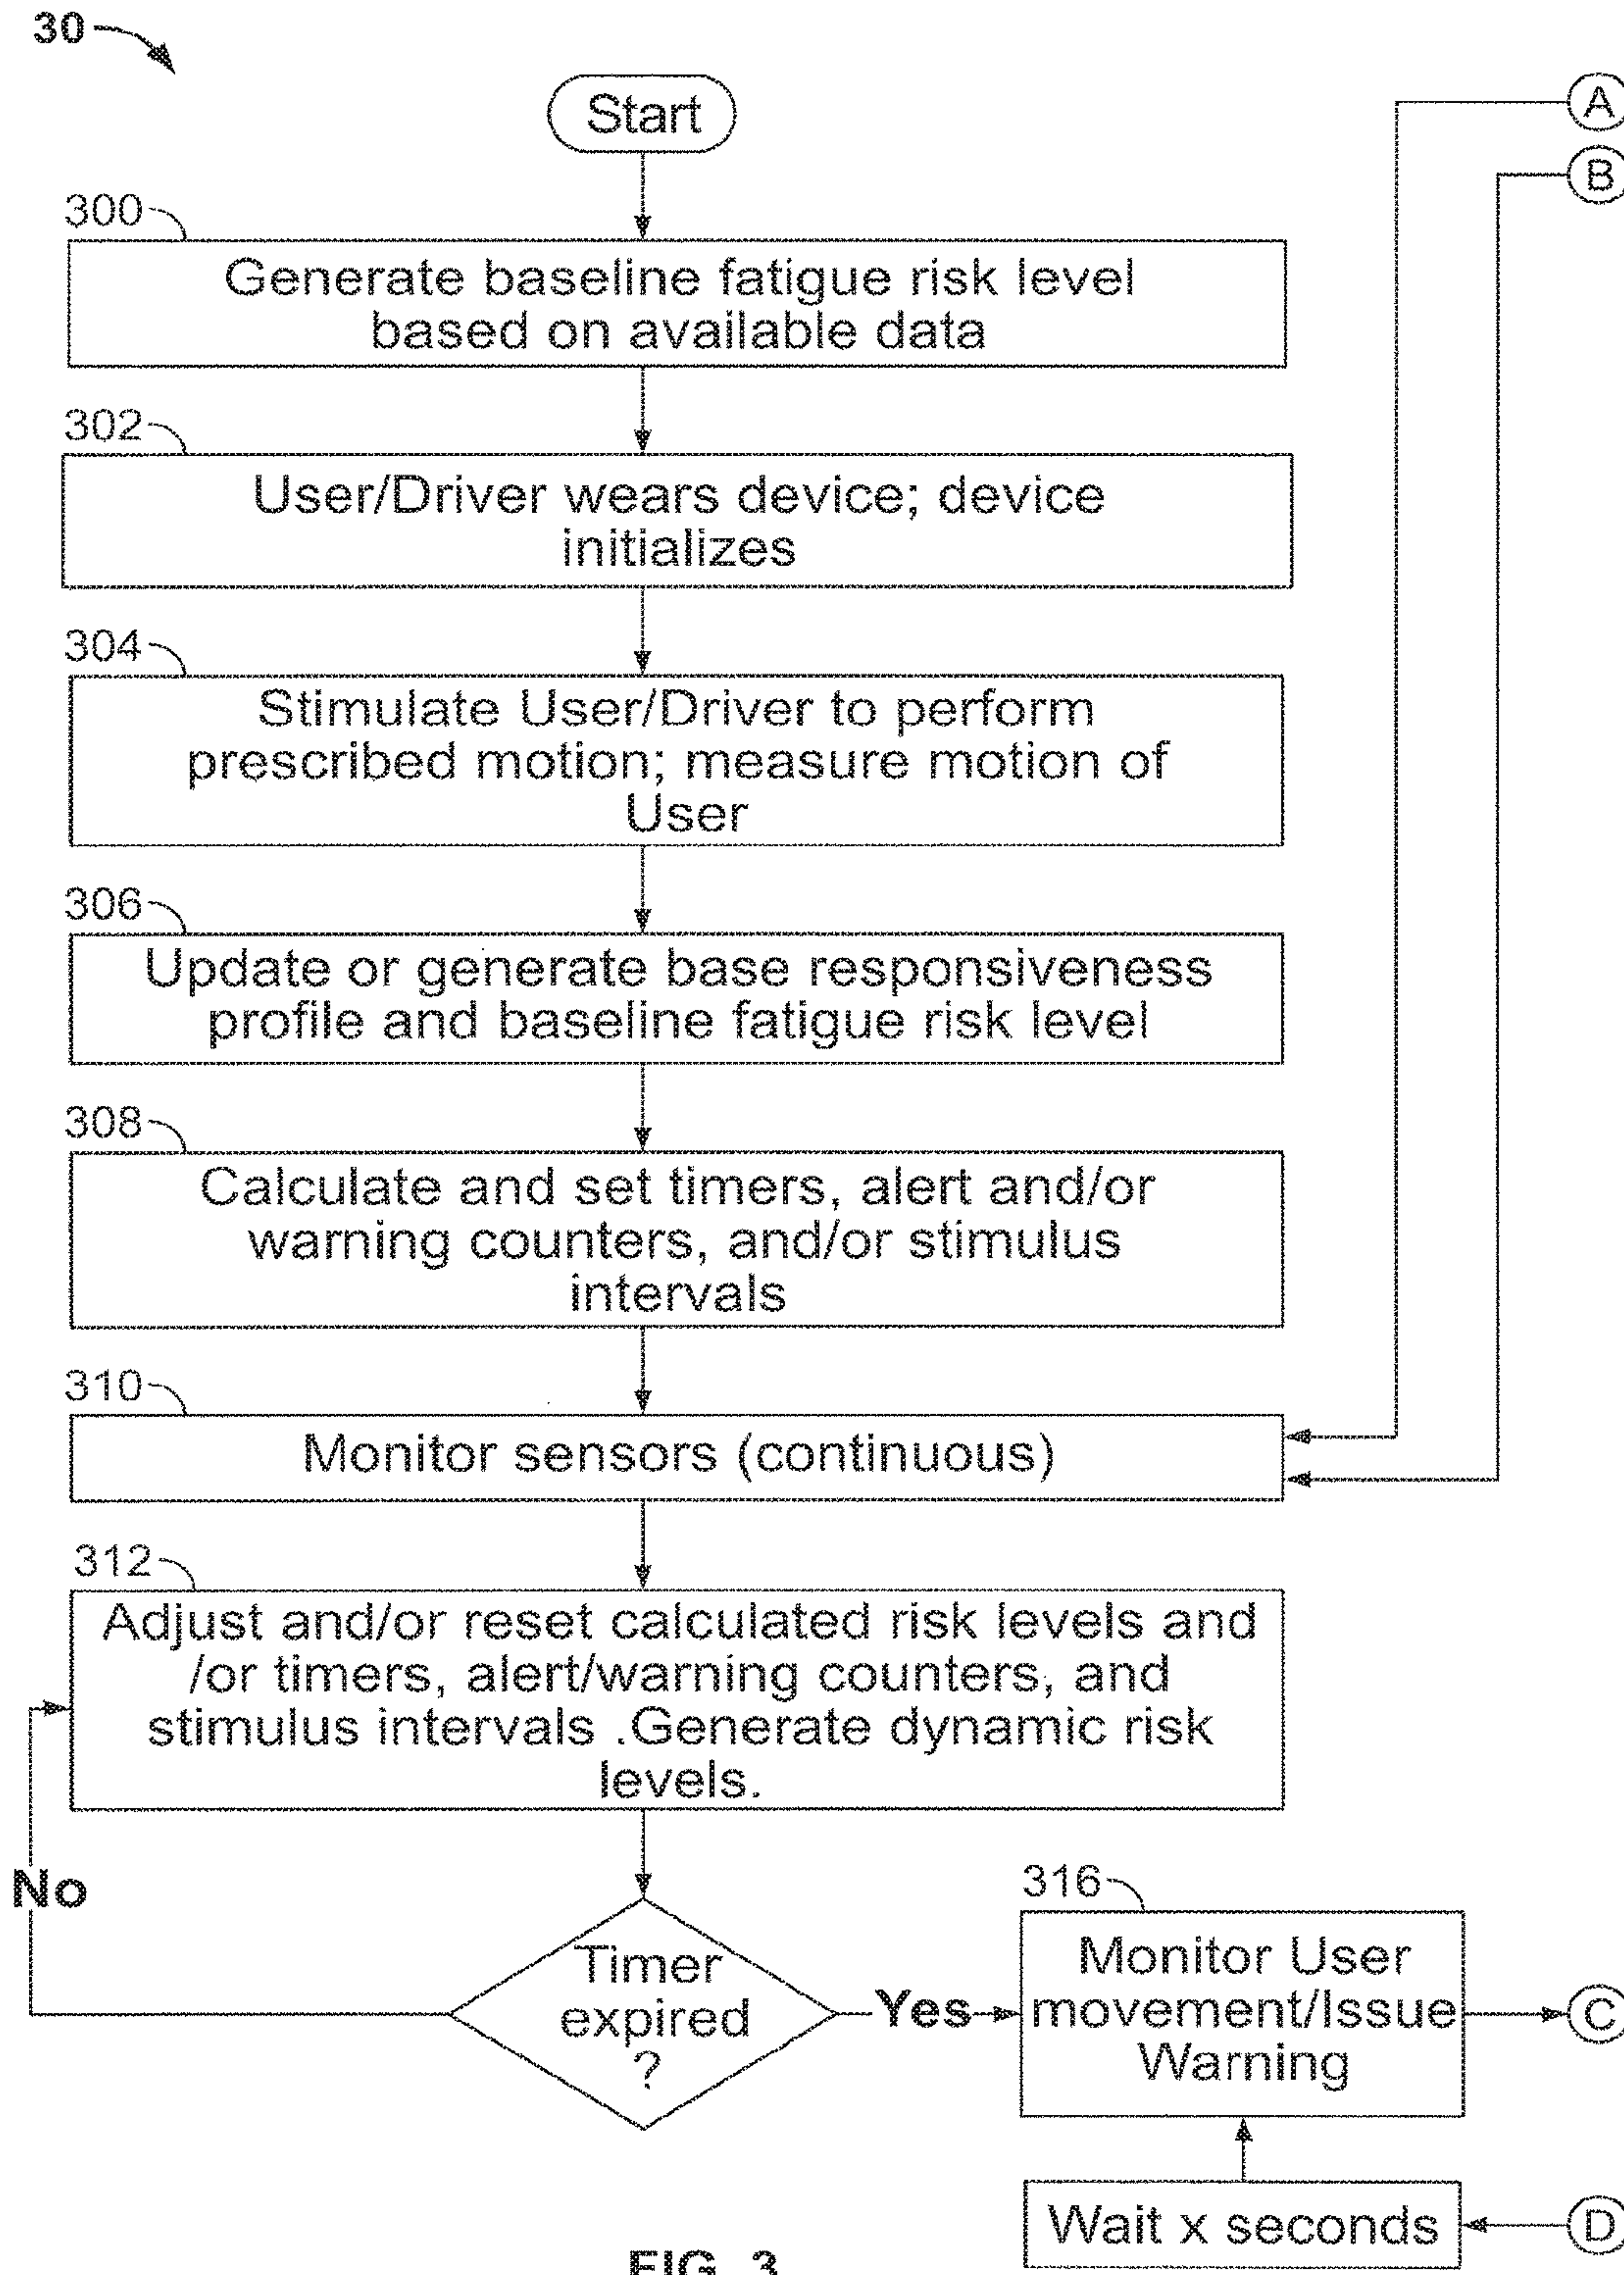 30
Start
A
B
300
Generate baseline fatigue risk level
based on available data
302
User/Driver wears device; device
initializes
304
Stimulate User/Driver to perform
prescribed motion; measure motion of
User
306
Update or generate base responsiveness
profile and baseline fatigue risk level
308
Calculate and set timers, alert and/or
warning counters, and/or stimulus
intervals
310
Monitor sensors (continuous)
312
Adjust and/or reset calculated risk levels and
/or timers, alert/warning counters, and
stimulus intervals .Generate dynamic risk
levels.
No
Timer
expired
?
Yes
316
Monitor User
movement/Issue
Warning
C
Wait x seconds
D
FIG. 3